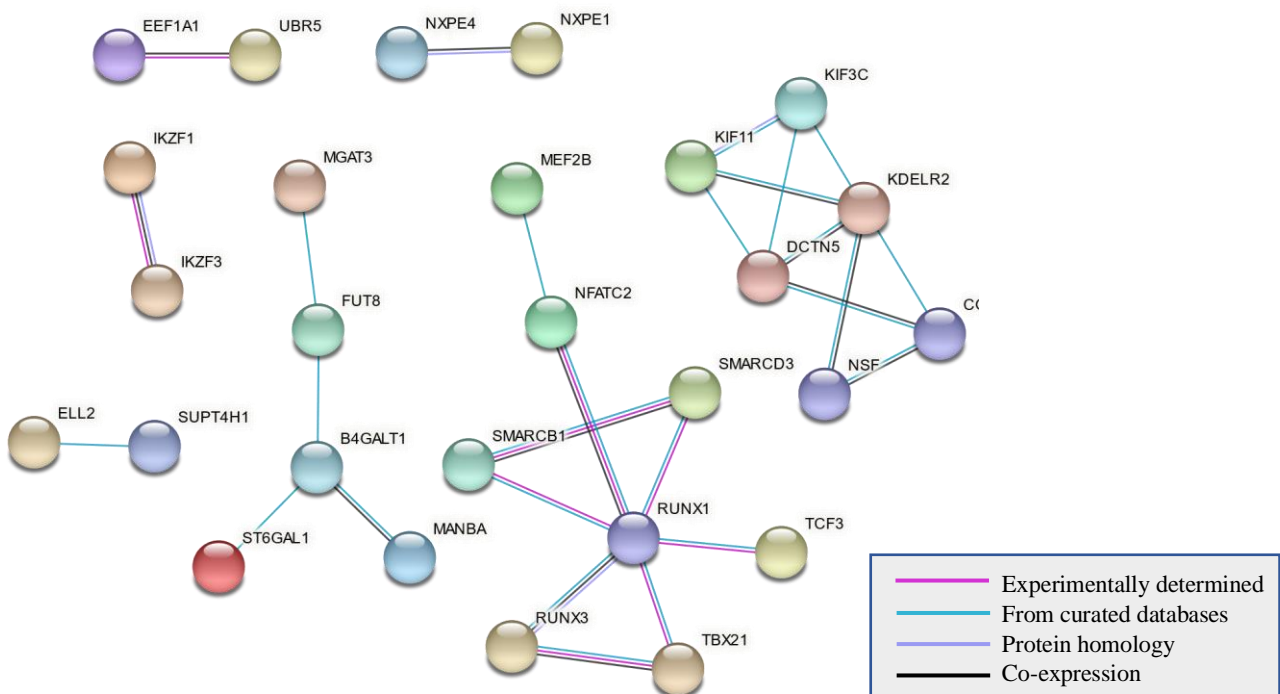 EEF1A1
UBR5
NXPE4
NXPE1
KIF3C
IKZF1
MGAT3
MEF2B
KIF11
KDELR2
DCTN5
IKZF3
FUT8
NFATC2
NSF
SMARCD3
ELL2
SUPT4H1
B4GALT1
SMARCB1
RUNX1
TCF3
ST6GAL1
MANBA
RUNX3
TBX21
Experimentally determined
From curated databases
Protein homology
Co-expression